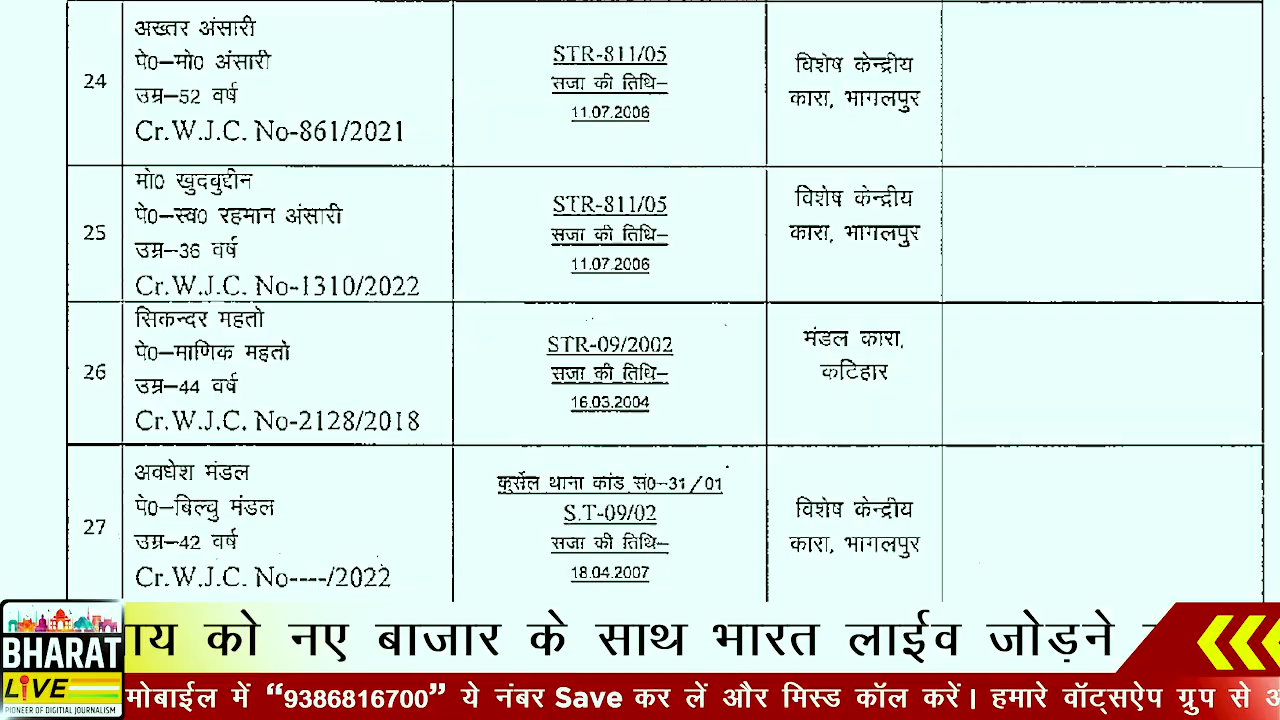 24
अख्तर अंसारी
पे0–मो0 अंसारी
उम्र–52 वर्ष
Cr.W.J.C. No-861/2021
STR-811/05
सजा की तिथि–
11.07.2006
विशेष केन्द्रीय
कारा, भागलपुर
25
मो0 खुदबुद्दीन
पे0–स्व0 रहमान अंसारी
उम्र–36 वर्ष
Cr.W.J.C. No-1310/2022
STR-811/05
सजा की तिथि–
11.07.2006
विशेष केन्द्रीय
कारा, भागलपुर
26
सिकन्दर महतो
पे0–माणिक महतो
उम्र–44 वर्ष
Cr.W.J.C. No-2128/2018
STR-09/2002
सजा की तिथि–
16.03.2004
मंडल कारा,
कटिहार
27
अवधेश मंडल
पे0–बिल्चु मंडल
उम्र–42 वर्ष
Cr.W.J.C. No----/2022
कुर्सेल थाना कांड सं0–31/01
S.T-09/02
सजा की तिथि–
18.04.2007
विशेष केन्द्रीय
कारा, भागलपुर
BHARAT
LIVE
PIONEER OF DIGITIAL JOURNALISM
ाय को नए बाजार के साथ भारत लाईव जोड़ने
मोबाईल में “9386816700” ये नंबर Save कर लें और मिस्ड कॉल करें। हमारे वॉट्सऐप ग्रुप से